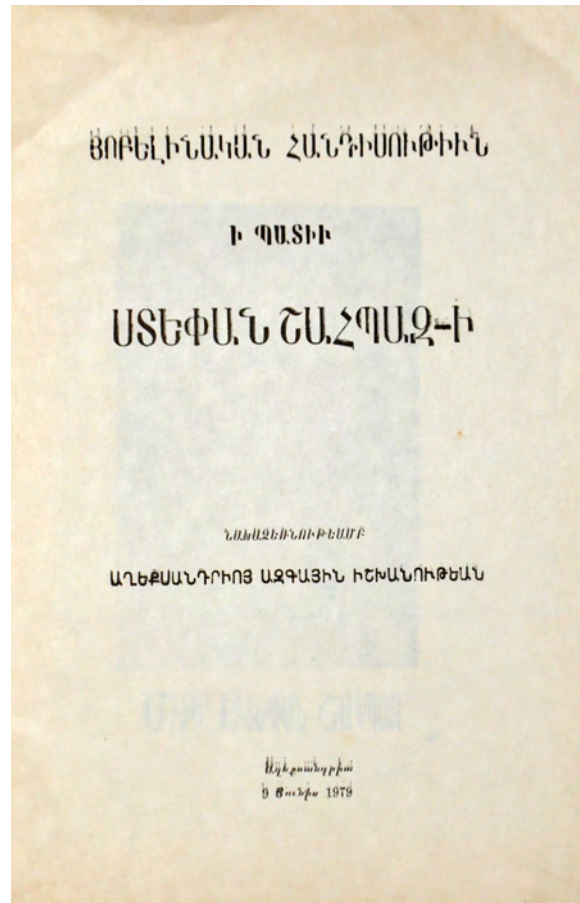 ՅՈԲԵԼԻՆԱԿԱՆ ՀԱՆԴԻՍՈՒԹԻՒՆ
Ի ՊԱՏԻՒ
ՍՏԵՓԱՆ ՇԱՀՊԱԶ-Ի
ՆԱԽԱՁԵՌՆՈՒԹԵԱՄԲ
ԱՂԵՔՍԱՆԴՐԻՈՅ ԱԶԳԱՅԻՆ ԻՇԽԱՆՈՒԹԵԱՆ
Աղեքսանդրիա
9 Յունիս 1979